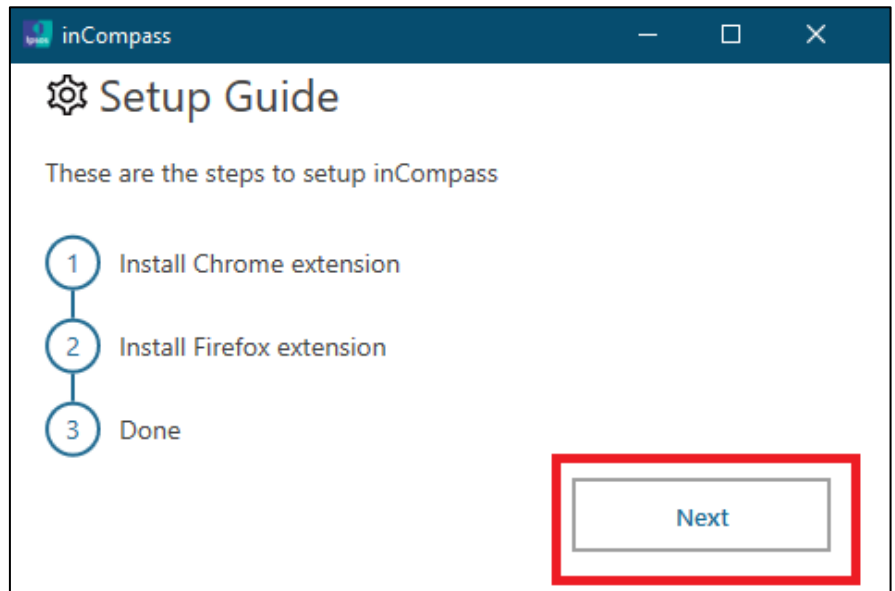 Ipsos inCompass
Setup Guide
These are the steps to setup inCompass
1 Install Chrome extension
2 Install Firefox extension
3 Done
Next